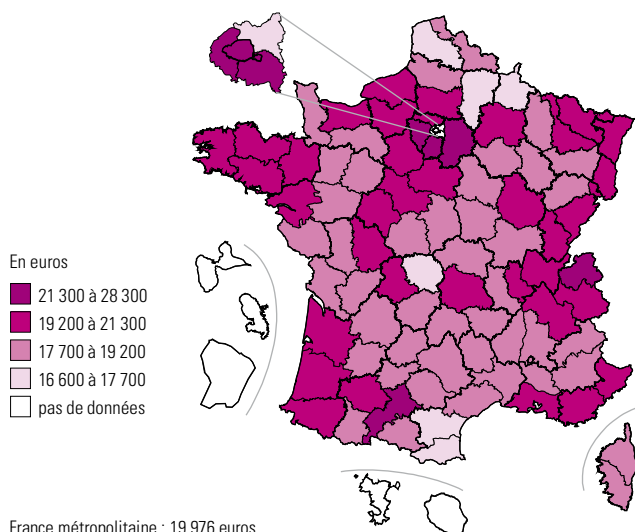 En euros
21 300 à 28 300
19 200 à 21 300
17 700 à 19 200
16 600 à 17 700
pas de données
France métropolitaine : 19 976 euros